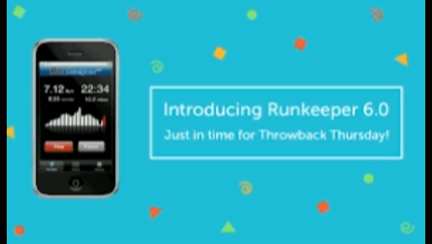 7.12
22:34
Introducing Runkeeper 6.0
Just in time for Throwback Thursday!